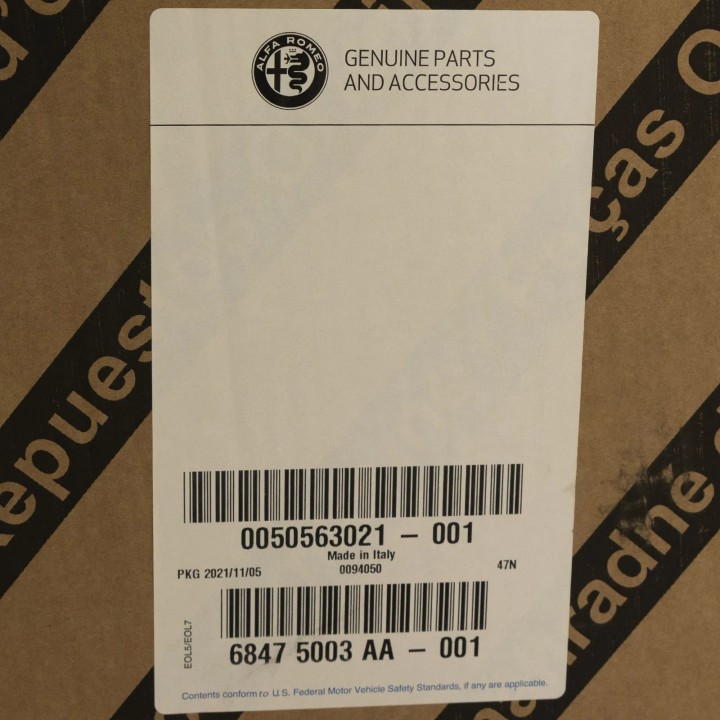 ALFA ROMEO
GENUINE PARTS
AND ACCESSORIES
ças O
epuest
radne
0050563021 – 001
Made in Italy
PKG 2021/11/05 0094050 47N
EOL5/EOL7
6847 5003 AA – 001
Contents conform to U.S. Federal Motor Vehicle Safety Standards, if any are applicable.